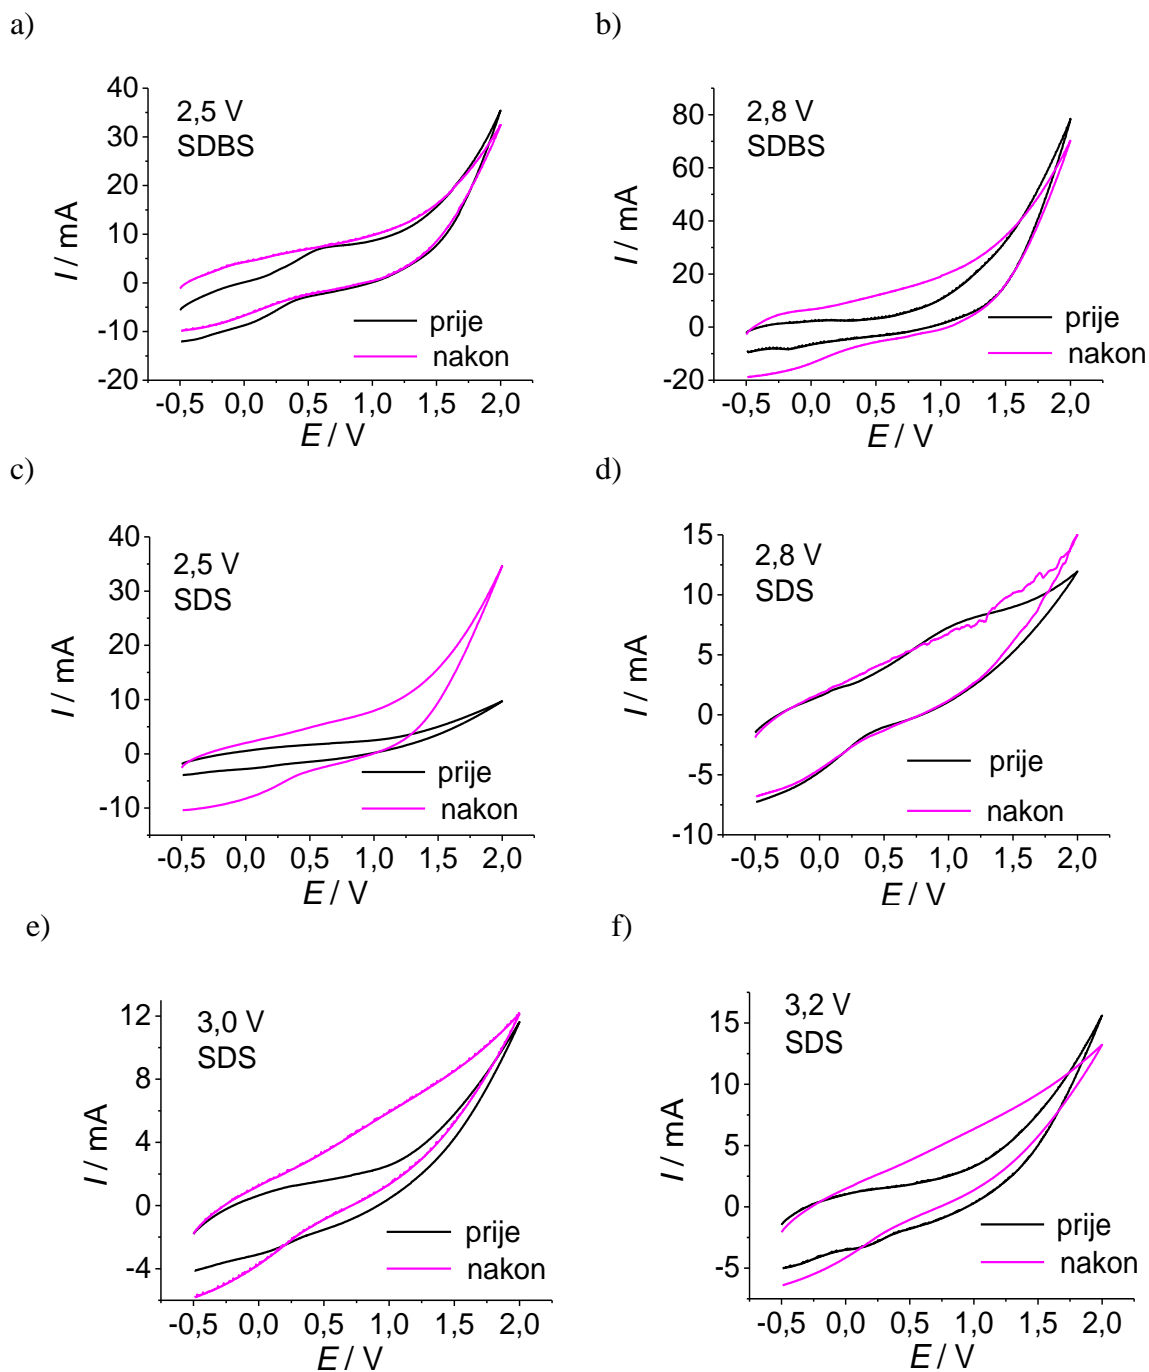 a)
40
30
20
10
0
-10
-20
I / mA
2,5 V
SDBS
prije
nakon
-0,5 0,0 0,5 1,0 1,5 2,0
E / V
b)
80
60
40
20
0
-20
I / mA
2,8 V
SDBS
prije
nakon
-0,5 0,0 0,5 1,0 1,5 2,0
E / V
c)
40
30
20
10
0
-10
I / mA
2,5 V
SDS
prije
nakon
-0,5 0,0 0,5 1,0 1,5 2,0
E / V
d)
15
10
5
0
-5
-10
I / mA
2,8 V
SDS
prije
nakon
-0,5 0,0 0,5 1,0 1,5 2,0
E / V
e)
12
8
4
0
-4
I / mA
3,0 V
SDS
prije
nakon
-0,5 0,0 0,5 1,0 1,5 2,0
E / V
f)
15
10
5
0
-5
I / mA
3,2 V
SDS
prije
nakon
-0,5 0,0 0,5 1,0 1,5 2,0
E / V